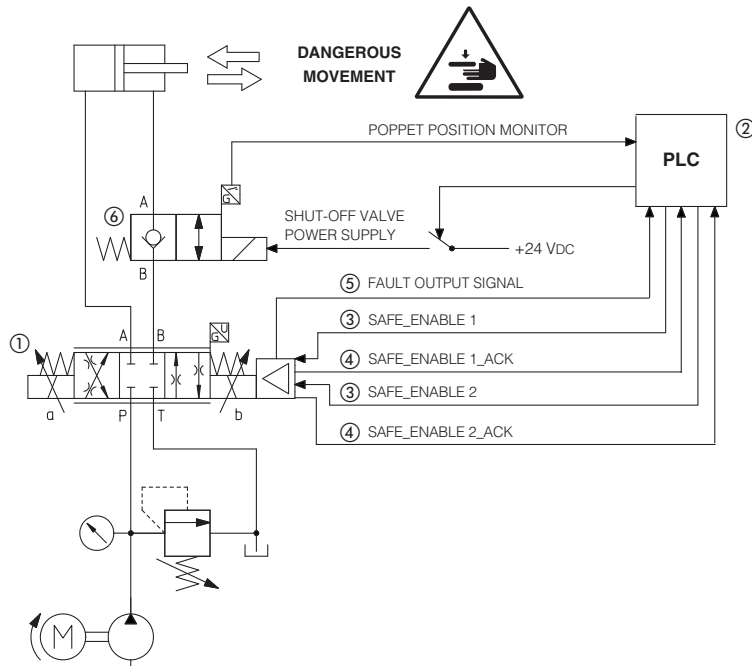 DANGEROUS
MOVEMENT
POPPET POSITION MONITOR
②
PLC
A
⑥
G
SHUT-OFF VALVE
POWER SUPPLY
+24 VDC
B
⑤ FAULT OUTPUT SIGNAL
③ SAFE_ENABLE 1
①
A
B
U
G
④ SAFE_ENABLE 1_ACK
③ SAFE_ENABLE 2
a
P
T
b
④ SAFE_ENABLE 2_ACK
M